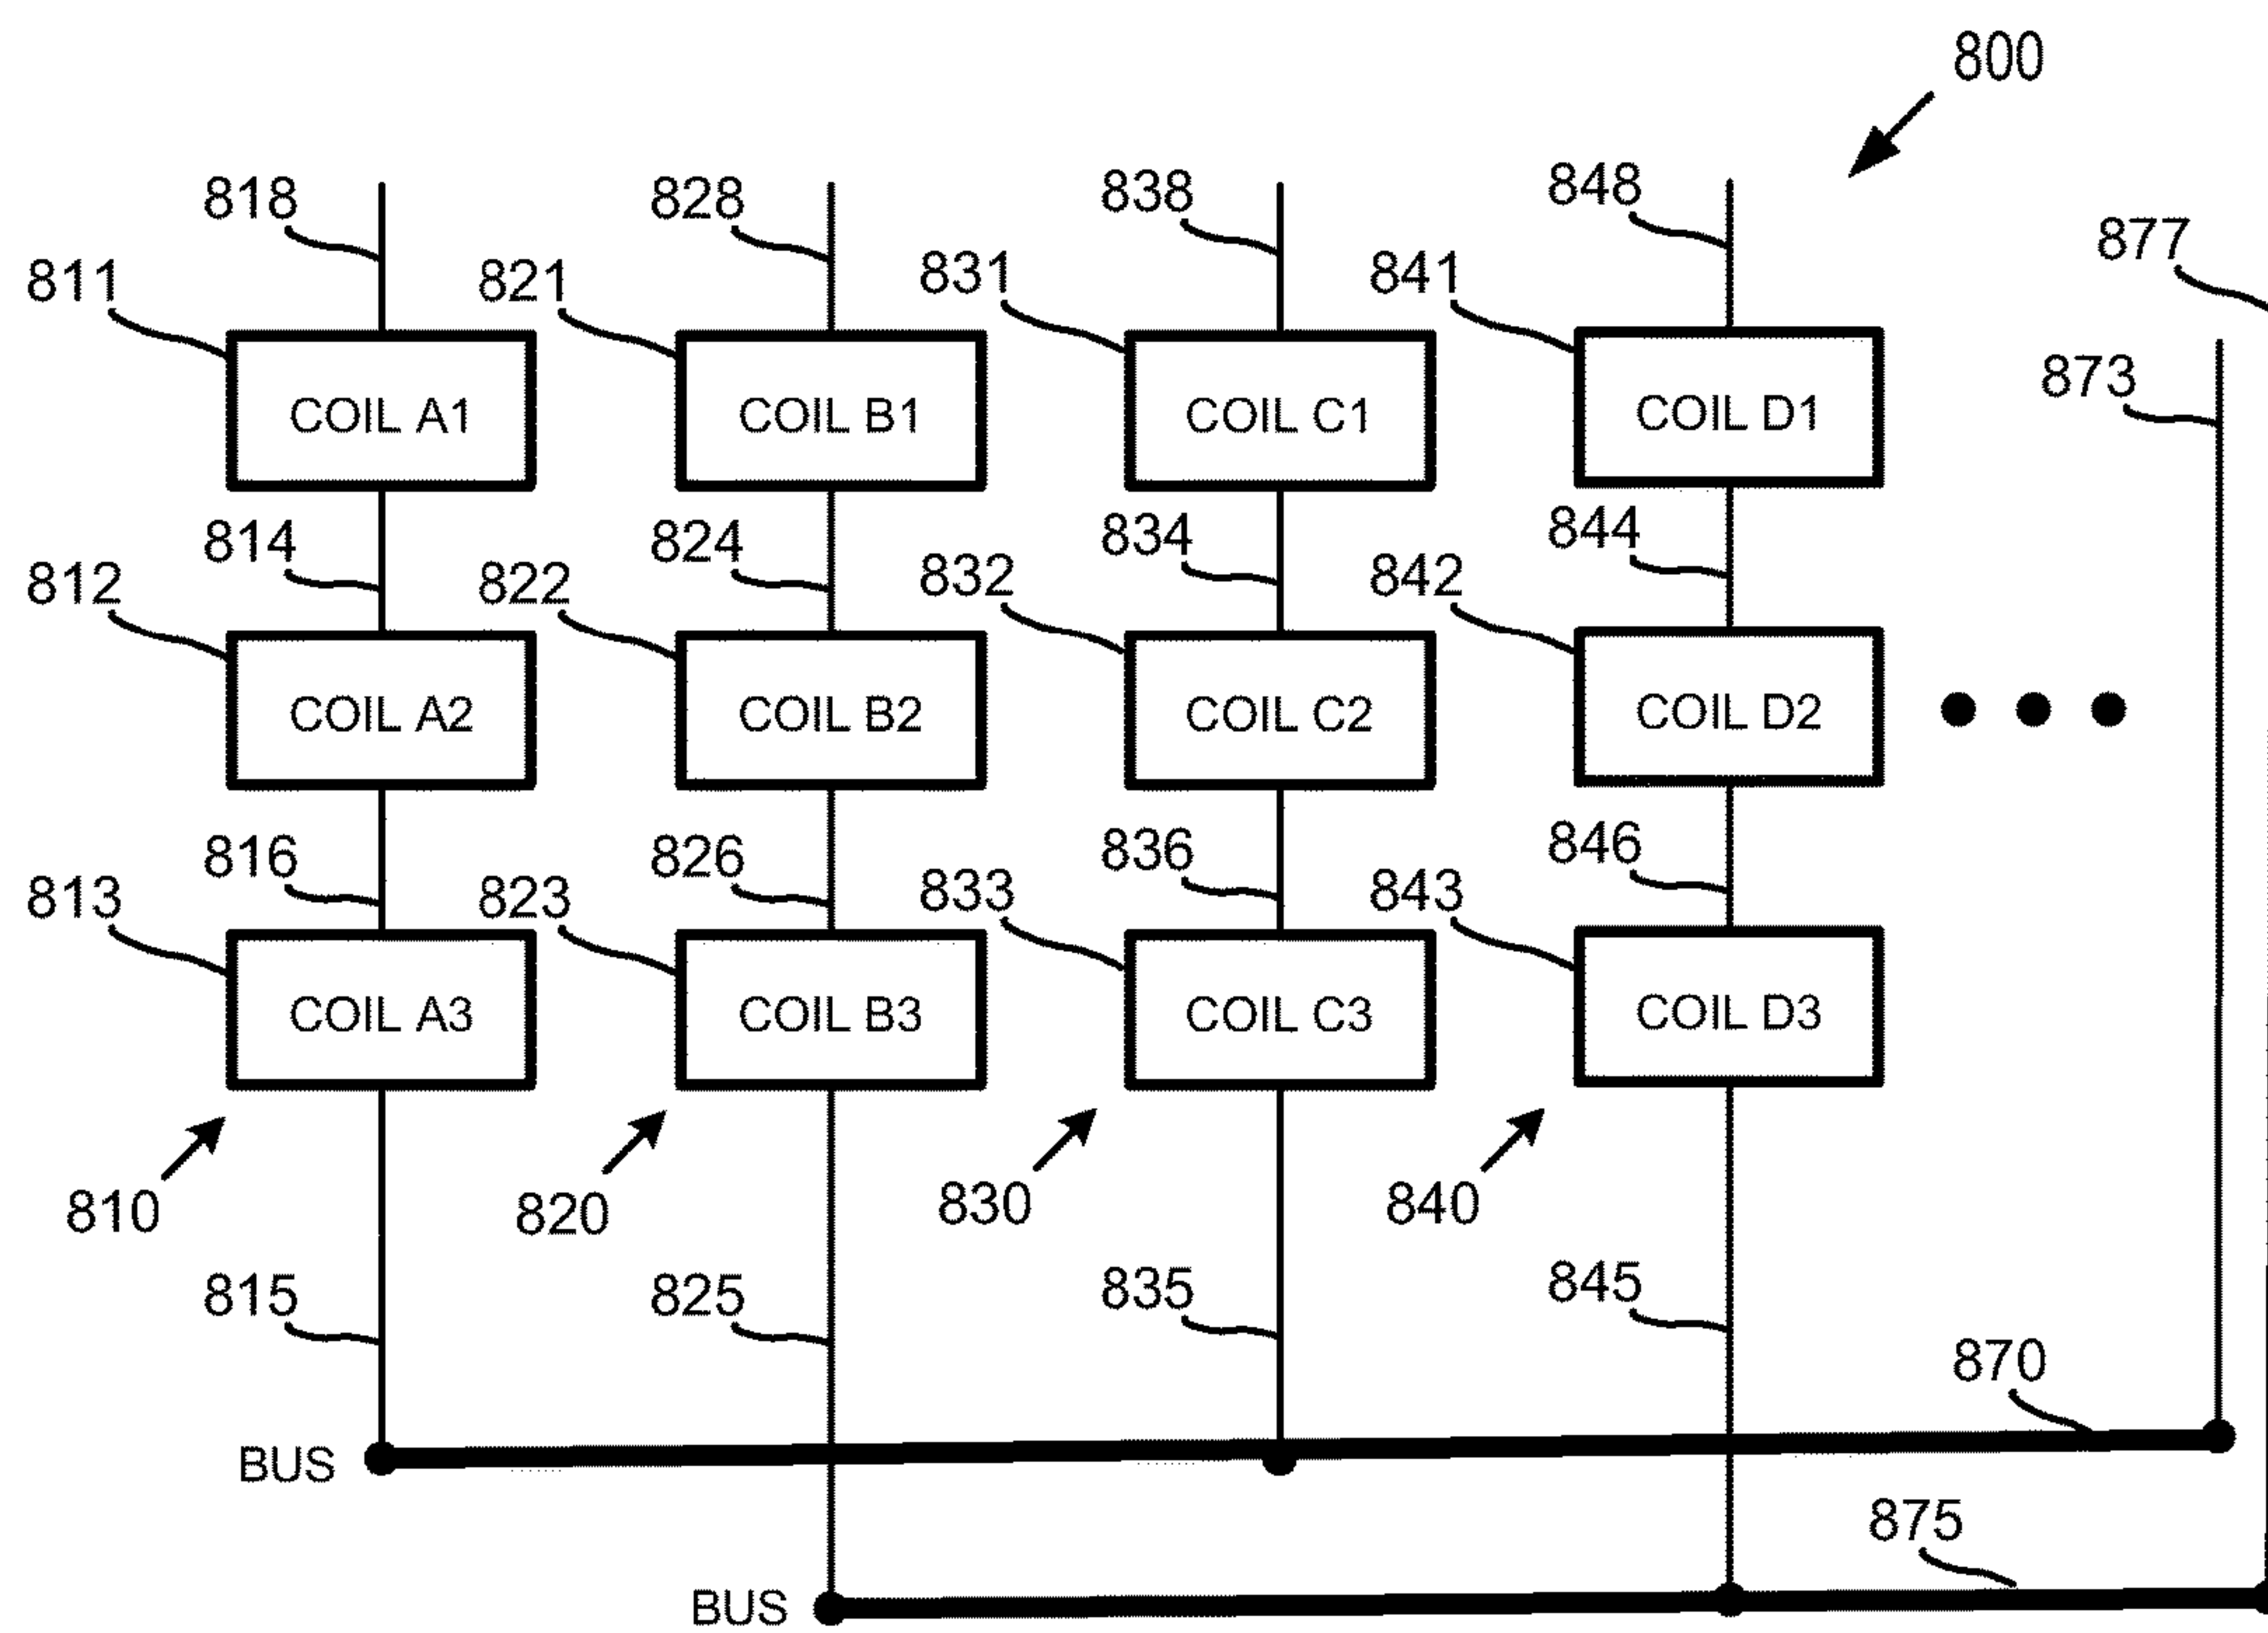 800
818 828 838 848
877
811 821 831 841
873
COIL A1 COIL B1 COIL C1 COIL D1
814 824 834 844
812 822 832 842
COIL A2 COIL B2 COIL C2 COIL D2
816 826 836 846
813 823 833 843
COIL A3 COIL B3 COIL C3 COIL D3
810 820 830 840
815 825 835 845
870
BUS
875
BUS